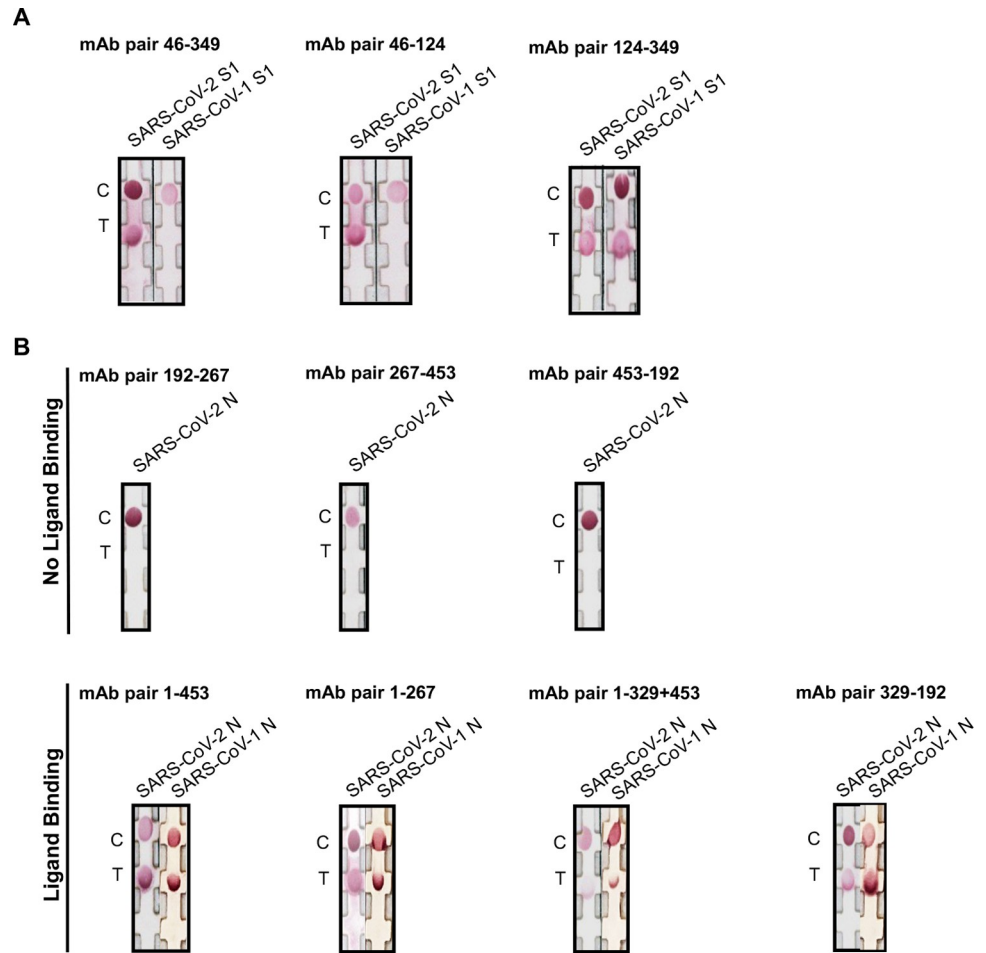 A
mAb pair 46-349
mAb pair 46-124
mAb pair 124-349
SARS-CoV-2 S1
SARS-CoV-1 S1
SARS-CoV-2 S1
SARS-CoV-1 S1
SARS-CoV-2 S1
SARS-CoV-1 S1
C
T
C
T
C
T
B
No Ligand Binding
mAb pair 192-267
mAb pair 267-453
mAb pair 453-192
SARS-CoV-2 N
SARS-CoV-2 N
SARS-CoV-2 N
C
T
C
T
C
T
Ligand Binding
mAb pair 1-453
mAb pair 1-267
mAb pair 1-329+453
mAb pair 329-192
SARS-CoV-2 N
SARS-CoV-1 N
SARS-CoV-2 N
SARS-CoV-1 N
SARS-CoV-2 N
SARS-CoV-1 N
SARS-CoV-2 N
SARS-CoV-1 N
C
T
C
T
C
T
C
T